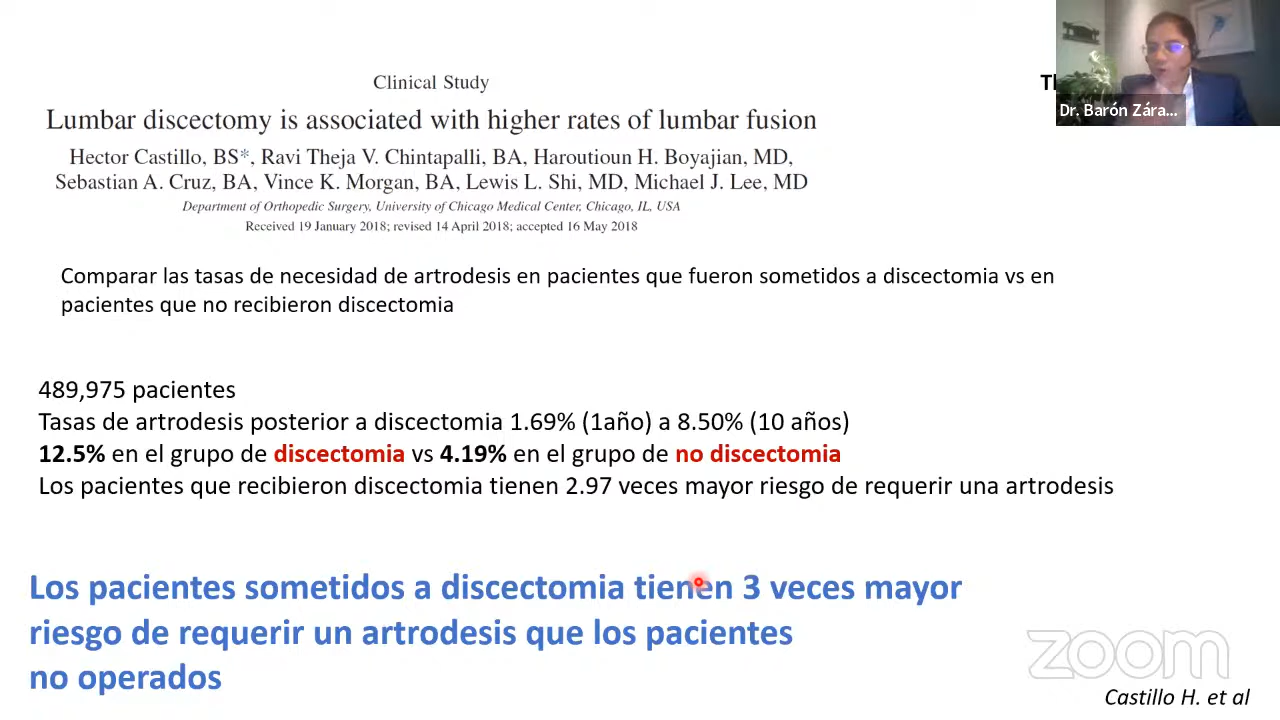 Clinical Study
Lumbar discectomy is associated with higher rates of lumbar fusion
Hector Castillo, BS*, Ravi Theja V. Chintapalli, BA, Haroutioun H. Boyajian, MD,
Sebastian A. Cruz, BA, Vince K. Morgan, BA, Lewis L. Shi, MD, Michael J. Lee, MD
Department of Orthopedic Surgery, University of Chicago Medical Center, Chicago, IL, USA
Received 19 January 2018; revised 14 April 2018; accepted 16 May 2018
Dr. Barón Zára...
Comparar las tasas de necesidad de artrodesis en pacientes que fueron sometidos a discectomia vs en
pacientes que no recibieron discectomia
489,975 pacientes
Tasas de artrodesis posterior a discectomia 1.69% (1año) a 8.50% (10 años)
12.5% en el grupo de discectomia vs 4.19% en el grupo de no discectomia
Los pacientes que recibieron discectomia tienen 2.97 veces mayor riesgo de requerir una artrodesis
Los pacientes sometidos a discectomia tienen 3 veces mayor
riesgo de requerir un artrodesis que los pacientes
no operados
zoom
Castillo H. et al